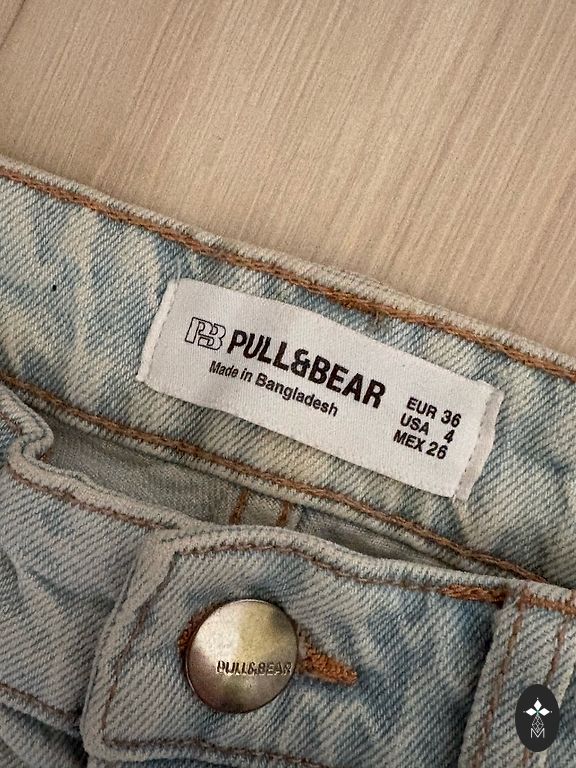 PB PULL&BEAR
Made in Bangladesh
EUR 36
USA 4
MEX 26
PULL&BEAR
M